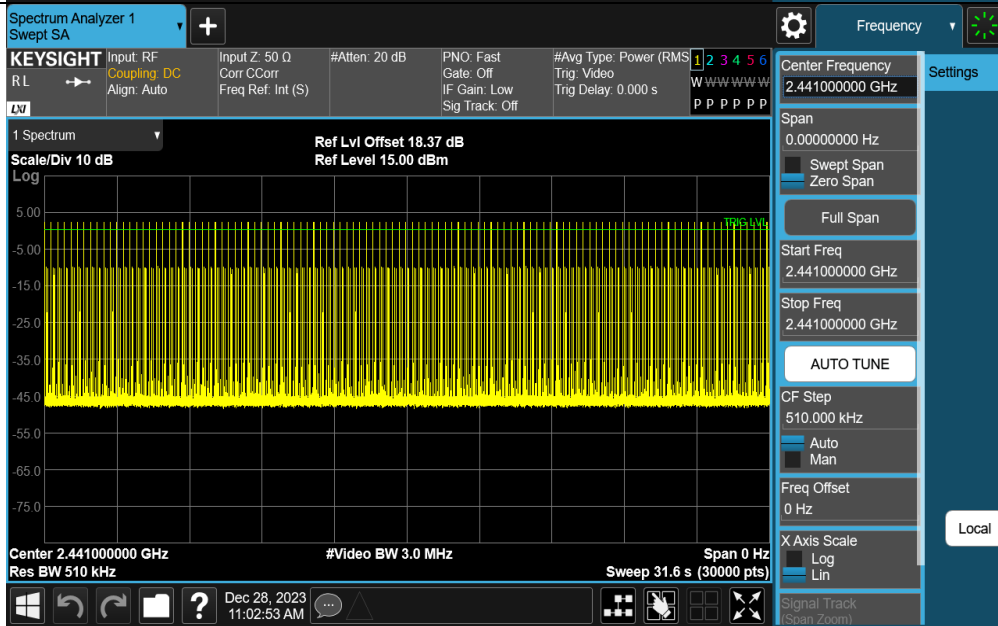 Spectrum Analyzer 1
Swept SA
+
Frequency
KEYSIGHT
RL
LXI
Input: RF
Coupling: DC
Align: Auto
Input Z: 50 Ω
Corr CCorr
Freq Ref: Int (S)
#Atten: 20 dB
PNO: Fast
Gate: Off
IF Gain: Low
Sig Track: Off
#Avg Type: Power (RMS
Trig: Video
Trig Delay: 0.000 s
1 2 3 4 5 6
W W W W W W
P P P P P P
1 Spectrum
Scale/Div 10 dB
Log
Ref Lvl Offset 18.37 dB
Ref Level 15.00 dBm
TRIG LVL
5.00
-5.00
-15.0
-25.0
-35.0
-45.0
-55.0
-65.0
-75.0
Center 2.441000000 GHz
Res BW 510 kHz
#Video BW 3.0 MHz
Span 0 Hz
Sweep 31.6 s (30000 pts)
Dec 28, 2023
11:02:53 AM
?
Center Frequency
2.441000000 GHz
Span
0.00000000 Hz
Swept Span
Zero Span
Full Span
Start Freq
2.441000000 GHz
Stop Freq
2.441000000 GHz
AUTO TUNE
CF Step
510.000 kHz
Auto
Man
Freq Offset
0 Hz
X Axis Scale
Log
Lin
Signal Track
(Span Zoom)
Settings
Local